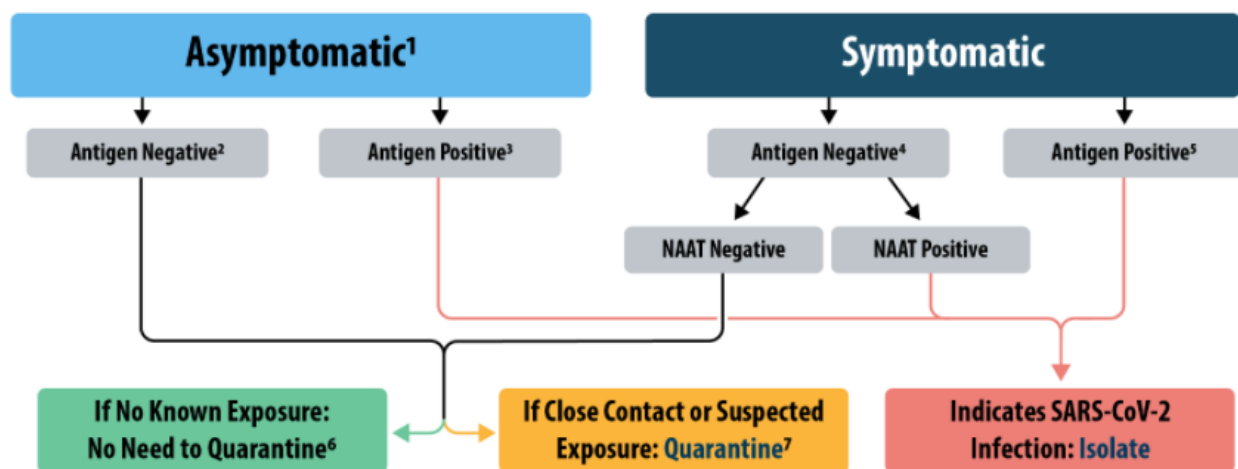 Asymptomatic¹
Symptomatic
Antigen Negative²
Antigen Positive³
Antigen Negative⁴
Antigen Positive⁵
NAAT Negative
NAAT Positive
If No Known Exposure:
No Need to Quarantine⁶
If Close Contact or Suspected
Exposure: Quarantine⁷
Indicates SARS-CoV-2
Infection: Isolate